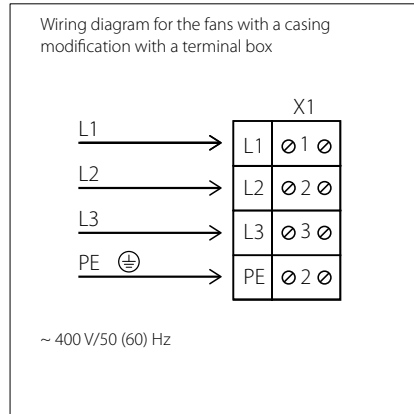 Wiring diagram for the fans with a casing
modification with a terminal box
X1
L1 L1 1
L2 L2 2
L3 L3 3
PE PE 2
~ 400 V/50 (60) Hz